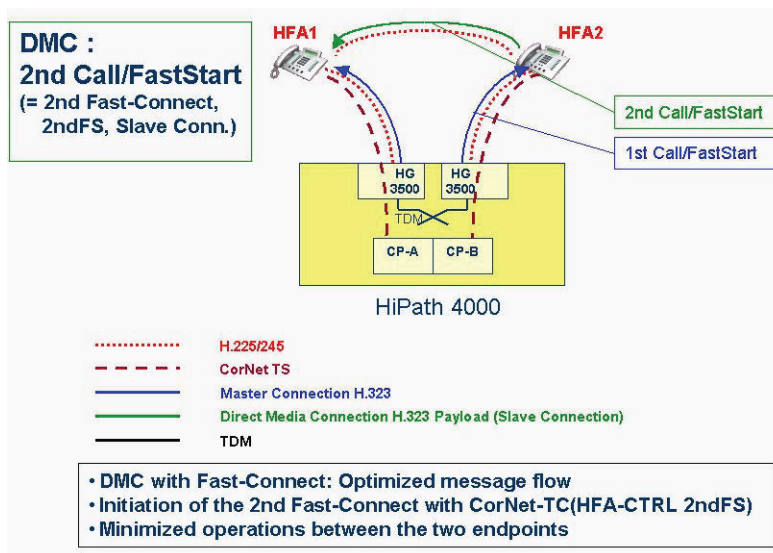 DMC :
2nd Call/FastStart
(= 2nd Fast-Connect,
2ndFS, Slave Conn.)
HFA1
HFA2
2nd Call/FastStart
1st Call/FastStart
HG
3500
HG
3500
TDM
CP-A
CP-B
HiPath 4000
H.225/245
CorNet TS
Master Connection H.323
Direct Media Connection H.323 Payload (Slave Connection)
TDM
• DMC with Fast-Connect: Optimized message flow
• Initiation of the 2nd Fast-Connect with CorNet-TC(HFA-CTRL 2ndFS)
• Minimized operations between the two endpoints